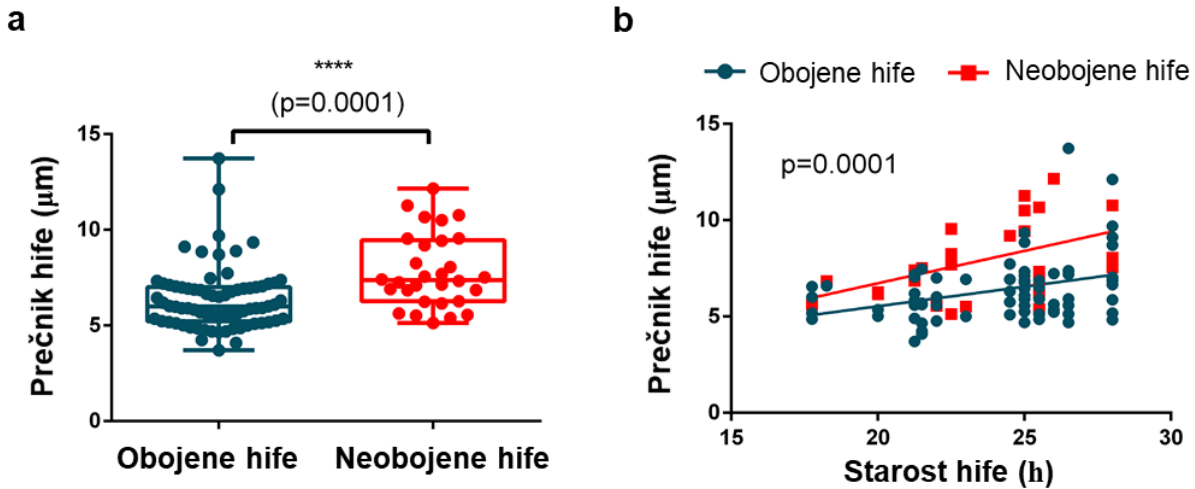 a
****
(p=0.0001)
Prečnik hife (μm)
15
10
5
0
Obojene hife
Neobojene hife
b
Obojene hife
Neobojene hife
p=0.0001
Prečnik hife (μm)
15
10
5
0
15
20
25
30
Starost hife (h)